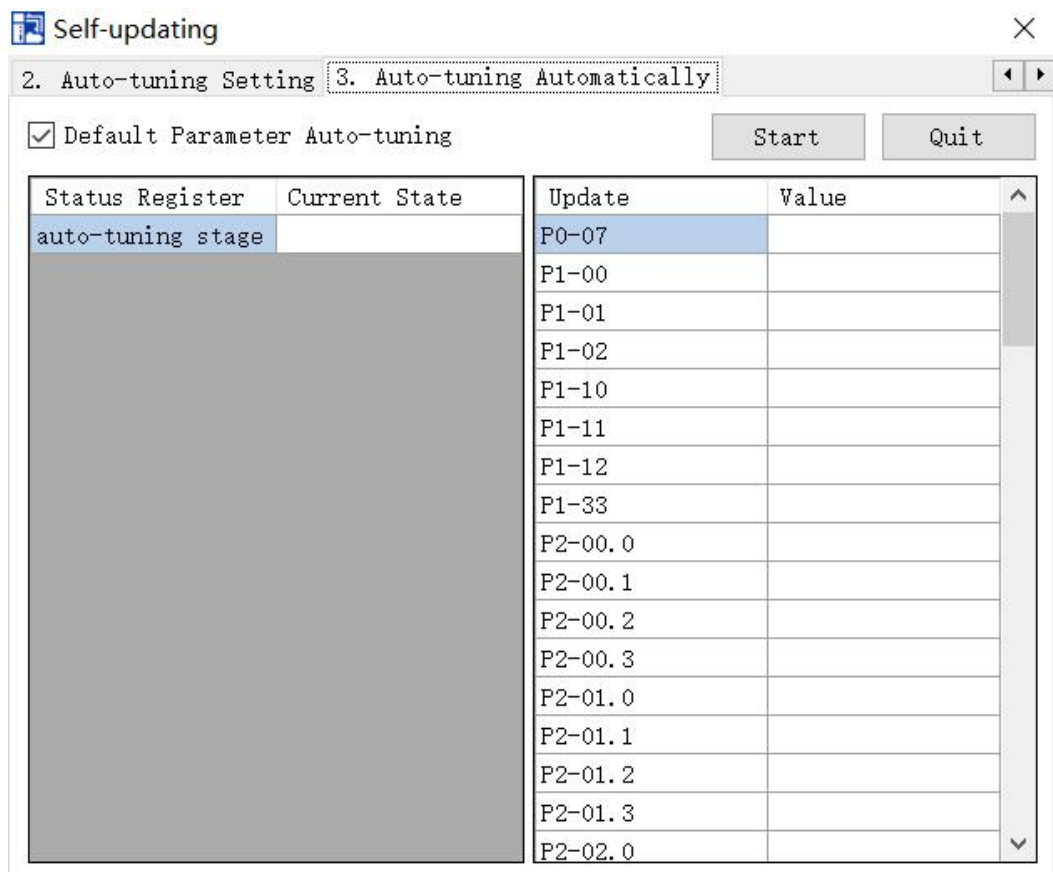 Self-updating
2. Auto-tuning Setting 3. Auto-tuning Automatically
Default Parameter Auto-tuning Start Quit
Status Register Current State
auto-tuning stage
Update Value
P0-07
P1-00
P1-01
P1-02
P1-10
P1-11
P1-12
P1-33
P2-00.0
P2-00.1
P2-00.2
P2-00.3
P2-01.0
P2-01.1
P2-01.2
P2-01.3
P2-02.0